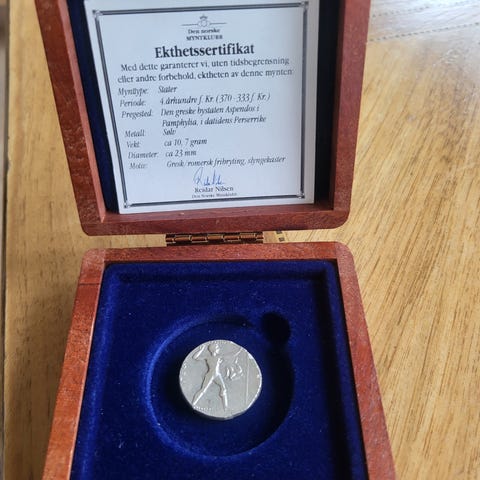 Den norske
MYNTKLUBB
Ekthetssertifikat
Med dette garanterer vi, uten tidsbegrensning
eller andre forbehold, ektheten av denne mynten:
Mynttype: Stater
Periode: 4. århundre f. Kr. (370 - 333 f. Kr.)
Pregested: Den greske bystaten Aspendos i
Pamphylia, i datidens Perserrike
Metall: Sølv
Vekt: ca 10,7 gram
Diameter: ca 23 mm
Motiv: Gresk/romersk fribryting, slyngekaster
Reidar Nilsen
Den Norske Myntklubb